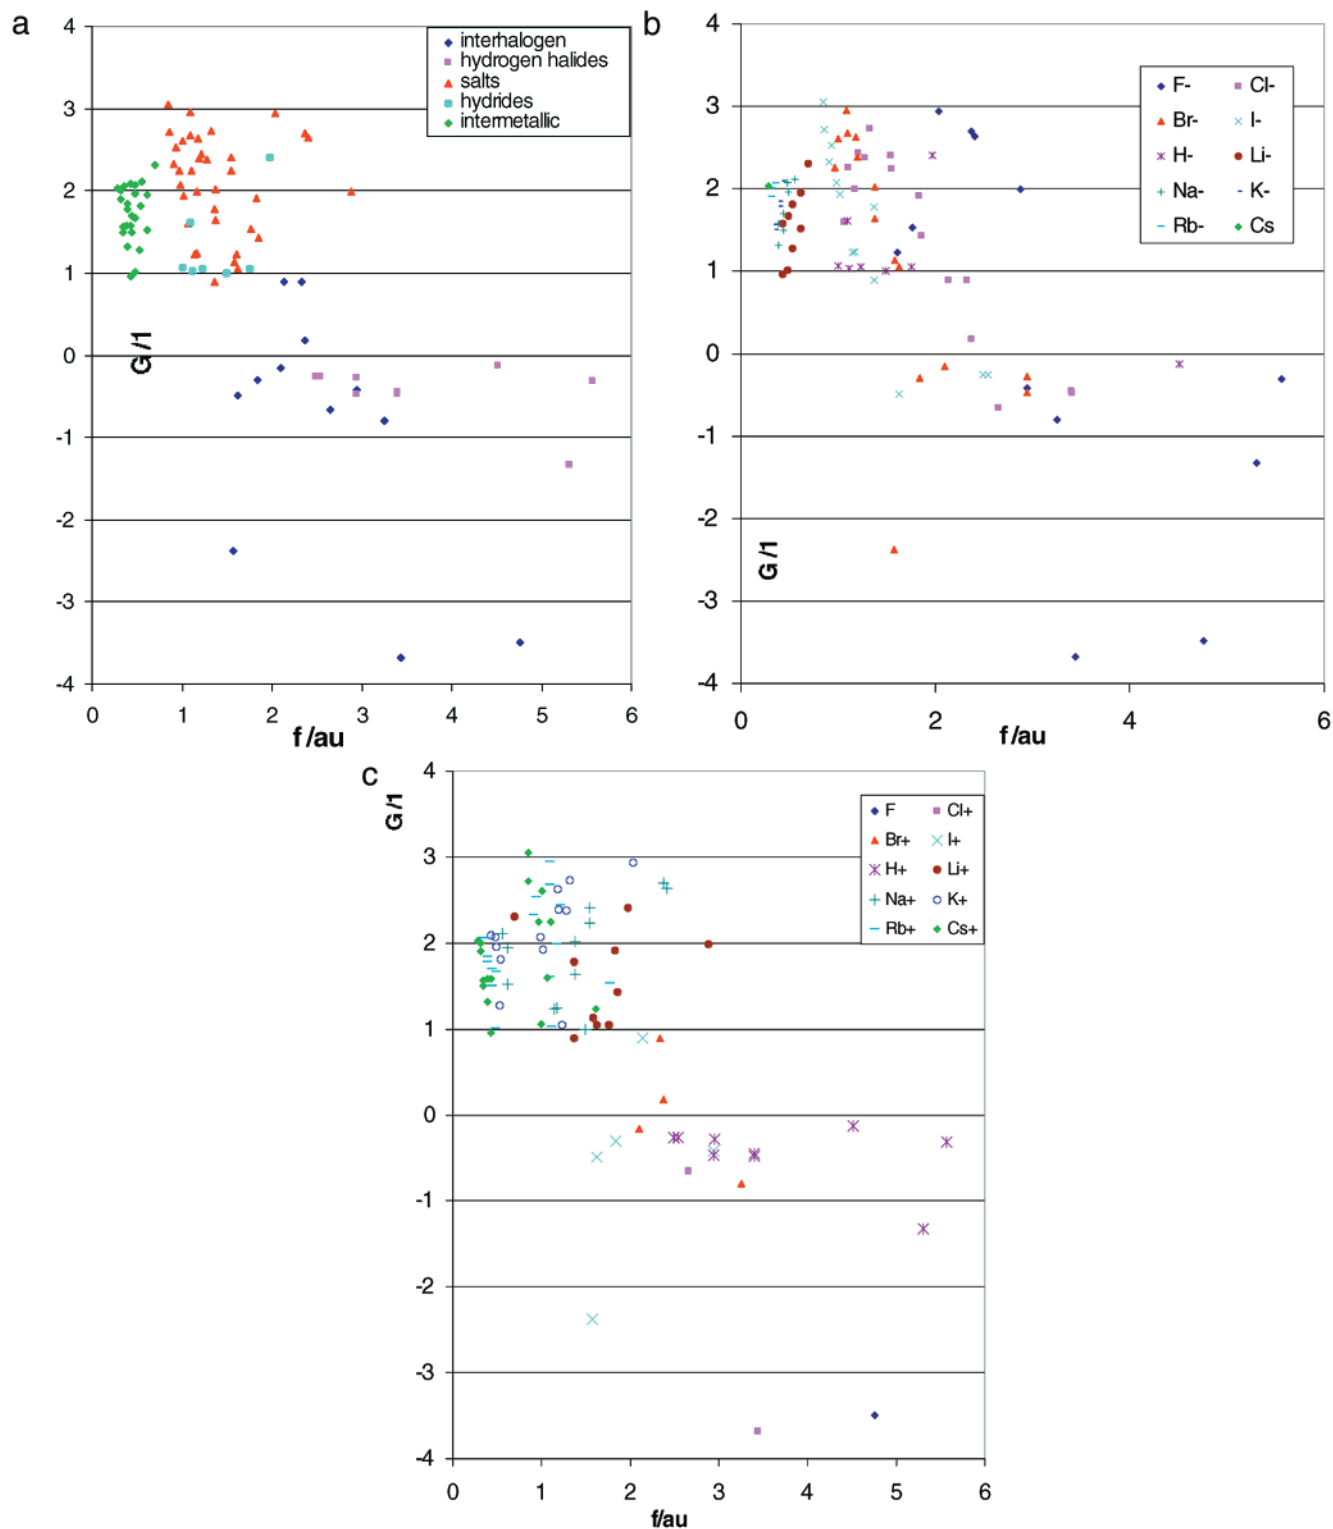 a
4
3
2
1
0
-1
-2
-3
-4
G/1
interhalogen
hydrogen halides
salts
hydrides
intermetallic
0 1 2 3 4 5 6
f/au
b
4
3
2
1
0
-1
-2
-3
-4
G/1
F- Cl-
Br- I-
H- Li-
Na- K-
Rb- Cs
0 2 4 6
f/au
c
G/1
4
3
2
1
0
-1
-2
-3
-4
F Cl+
Br+ I+
H+ Li+
Na+ K+
Rb+ Cs+
0 1 2 3 4 5 6
f/au